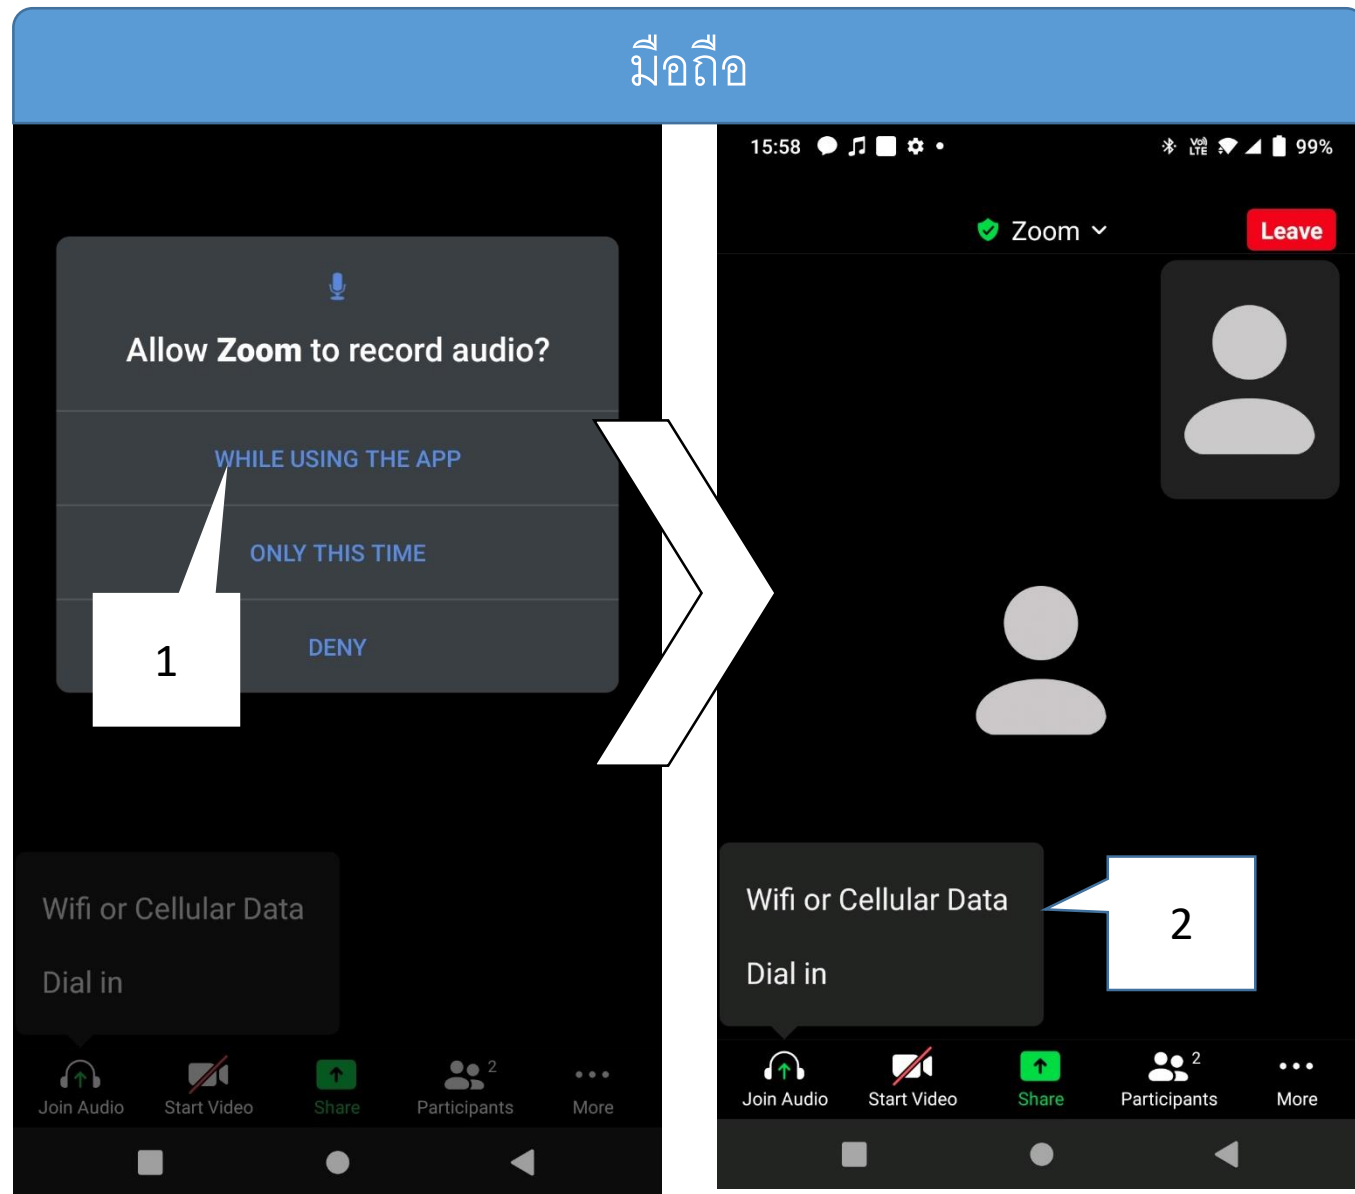 มือถือ
Allow Zoom to record audio?
WHILE USING THE APP
ONLY THIS TIME
DENY
1
Wifi or Cellular Data
Dial in
Join Audio
Start Video
Share
2
Participants
More
15:58
Vo)) LTE
99%
Zoom
Leave
Wifi or Cellular Data
Dial in
2
Join Audio
Start Video
Share
2
Participants
More